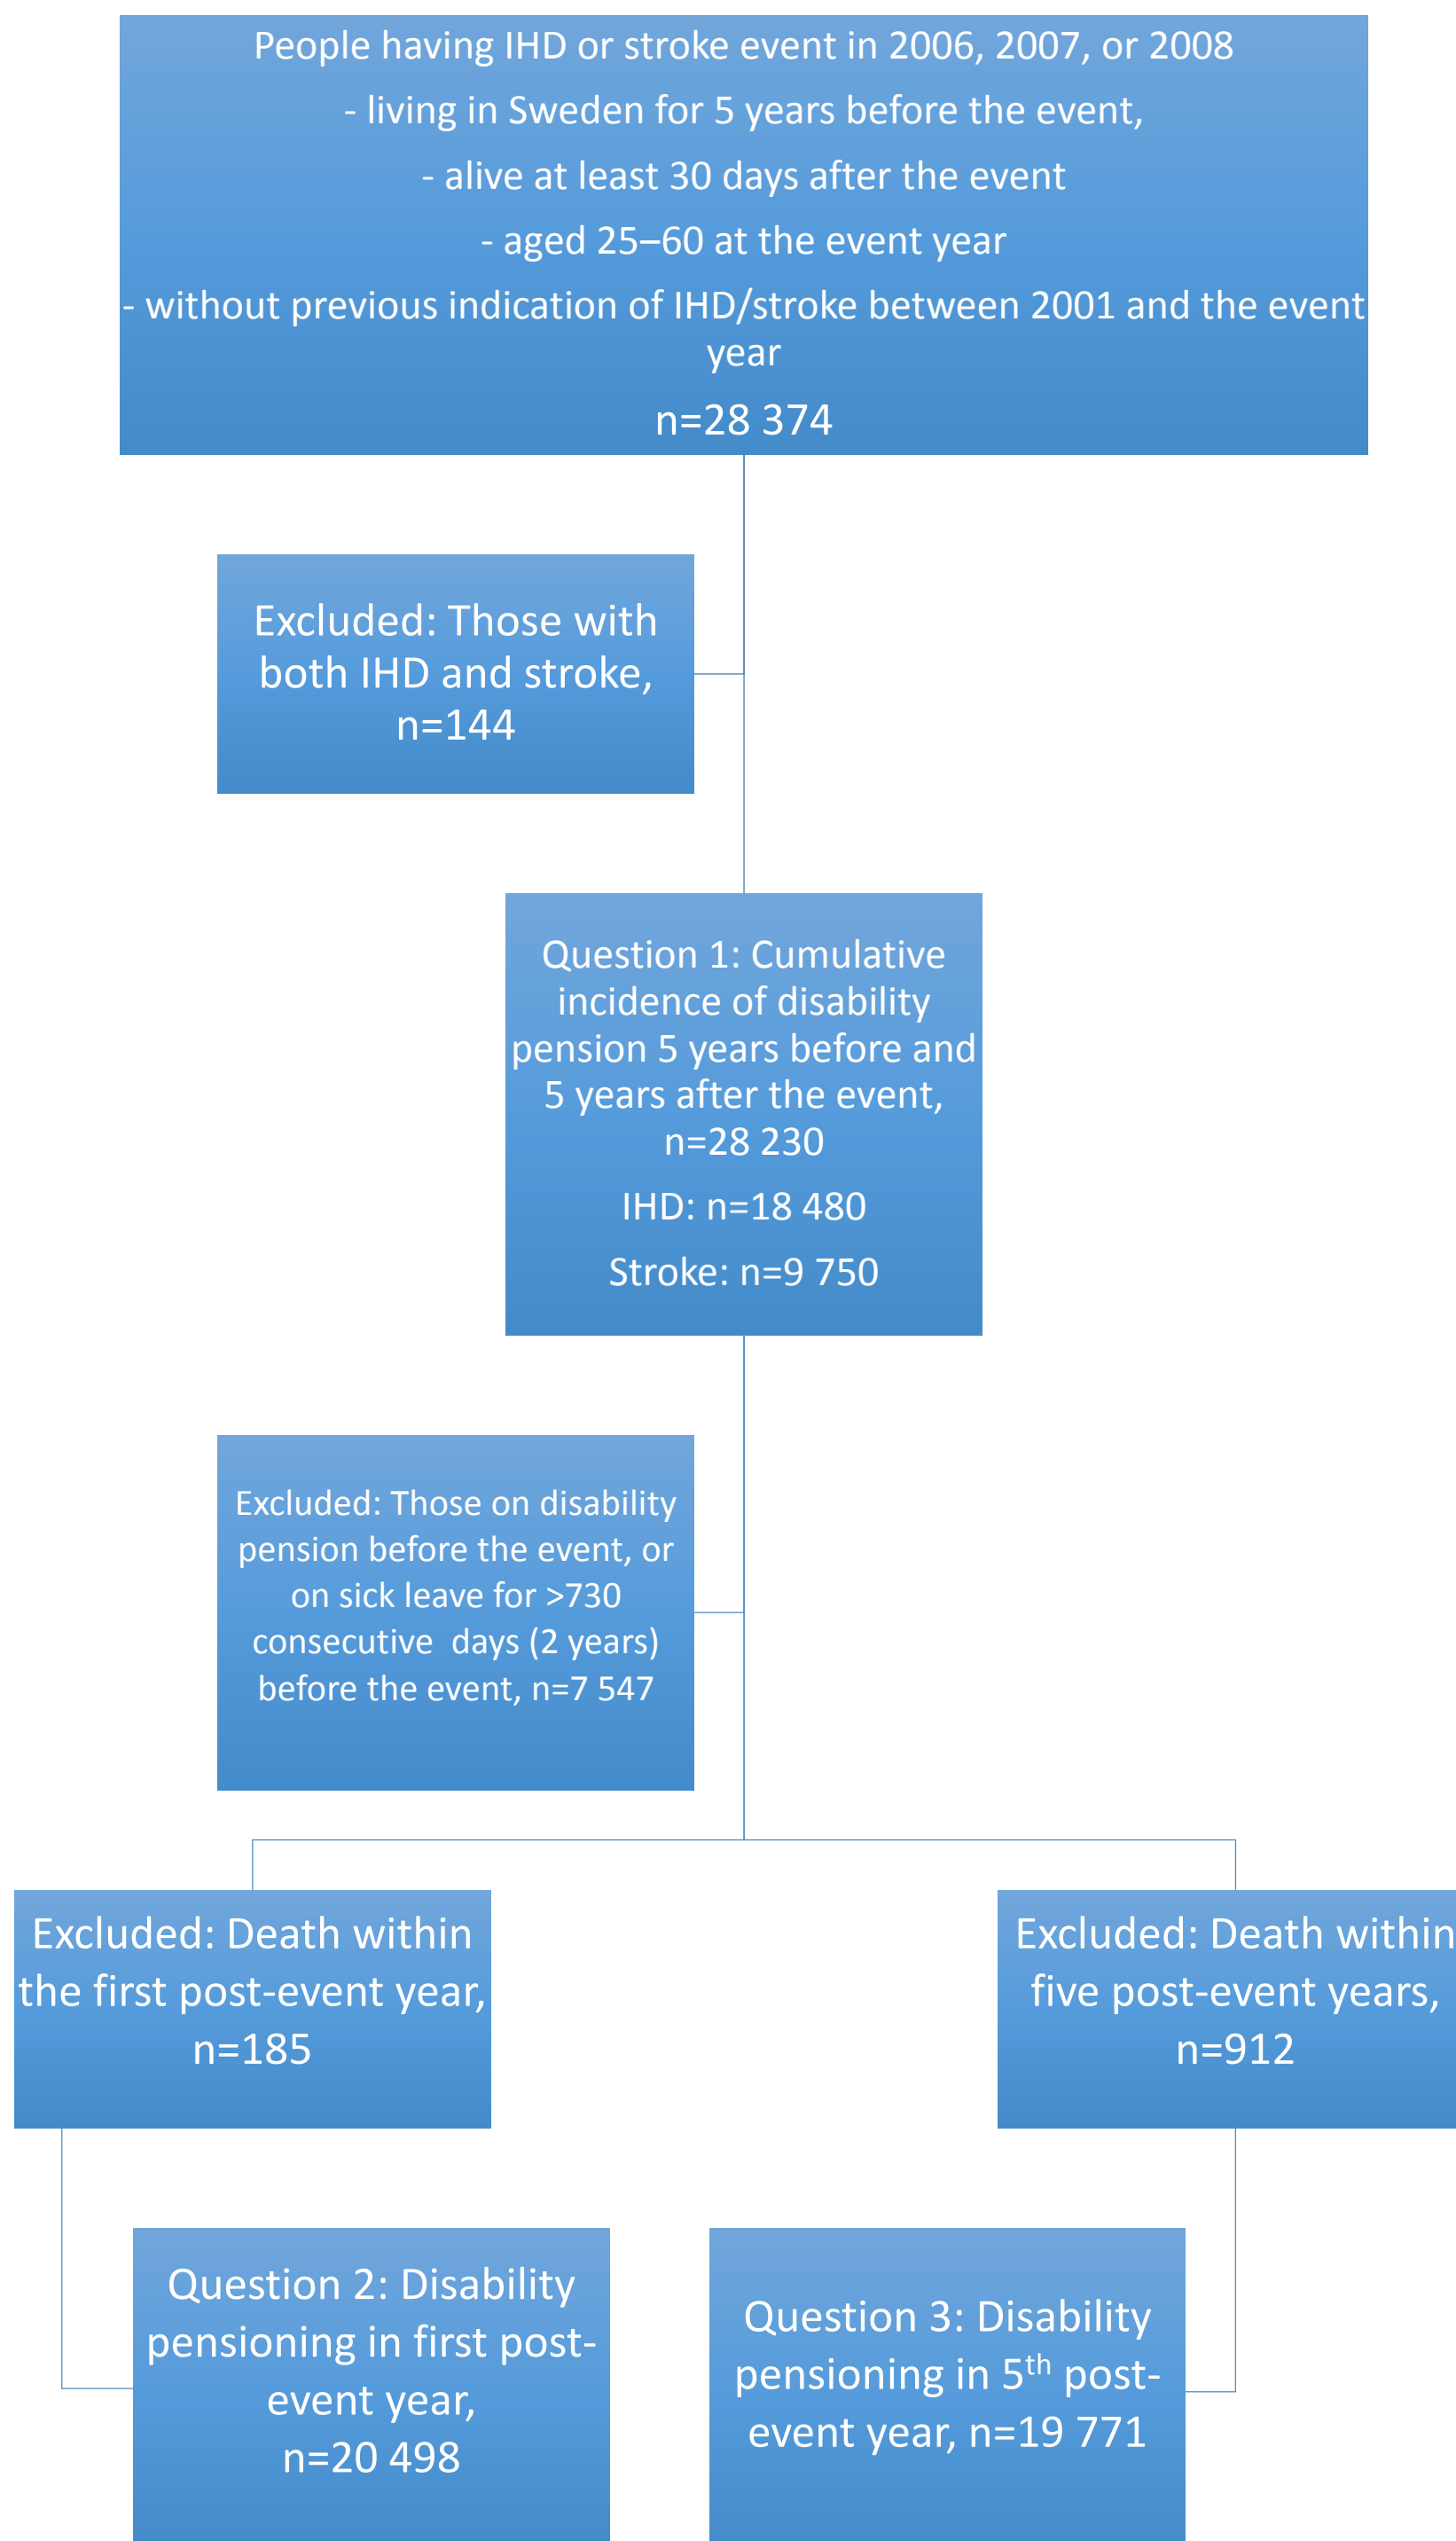 People having IHD or stroke event in 2006, 2007, or 2008
- living in Sweden for 5 years before the event,
- alive at least 30 days after the event
- aged 25–60 at the event year
- without previous indication of IHD/stroke between 2001 and the event
year
n=28 374
Excluded: Those with
both IHD and stroke,
n=144
Question 1: Cumulative
incidence of disability
pension 5 years before and
5 years after the event,
n=28 230
IHD: n=18 480
Stroke: n=9 750
Excluded: Those on disability
pension before the event, or
on sick leave for >730
consecutive  days (2 years)
before the event, n=7 547
Excluded: Death within
the first post-event year,
n=185
Excluded: Death within
five post-event years,
n=912
Question 2: Disability
pensioning in first post-
event year,
n=20 498
Question 3: Disability
pensioning in 5th post-
event year, n=19 771